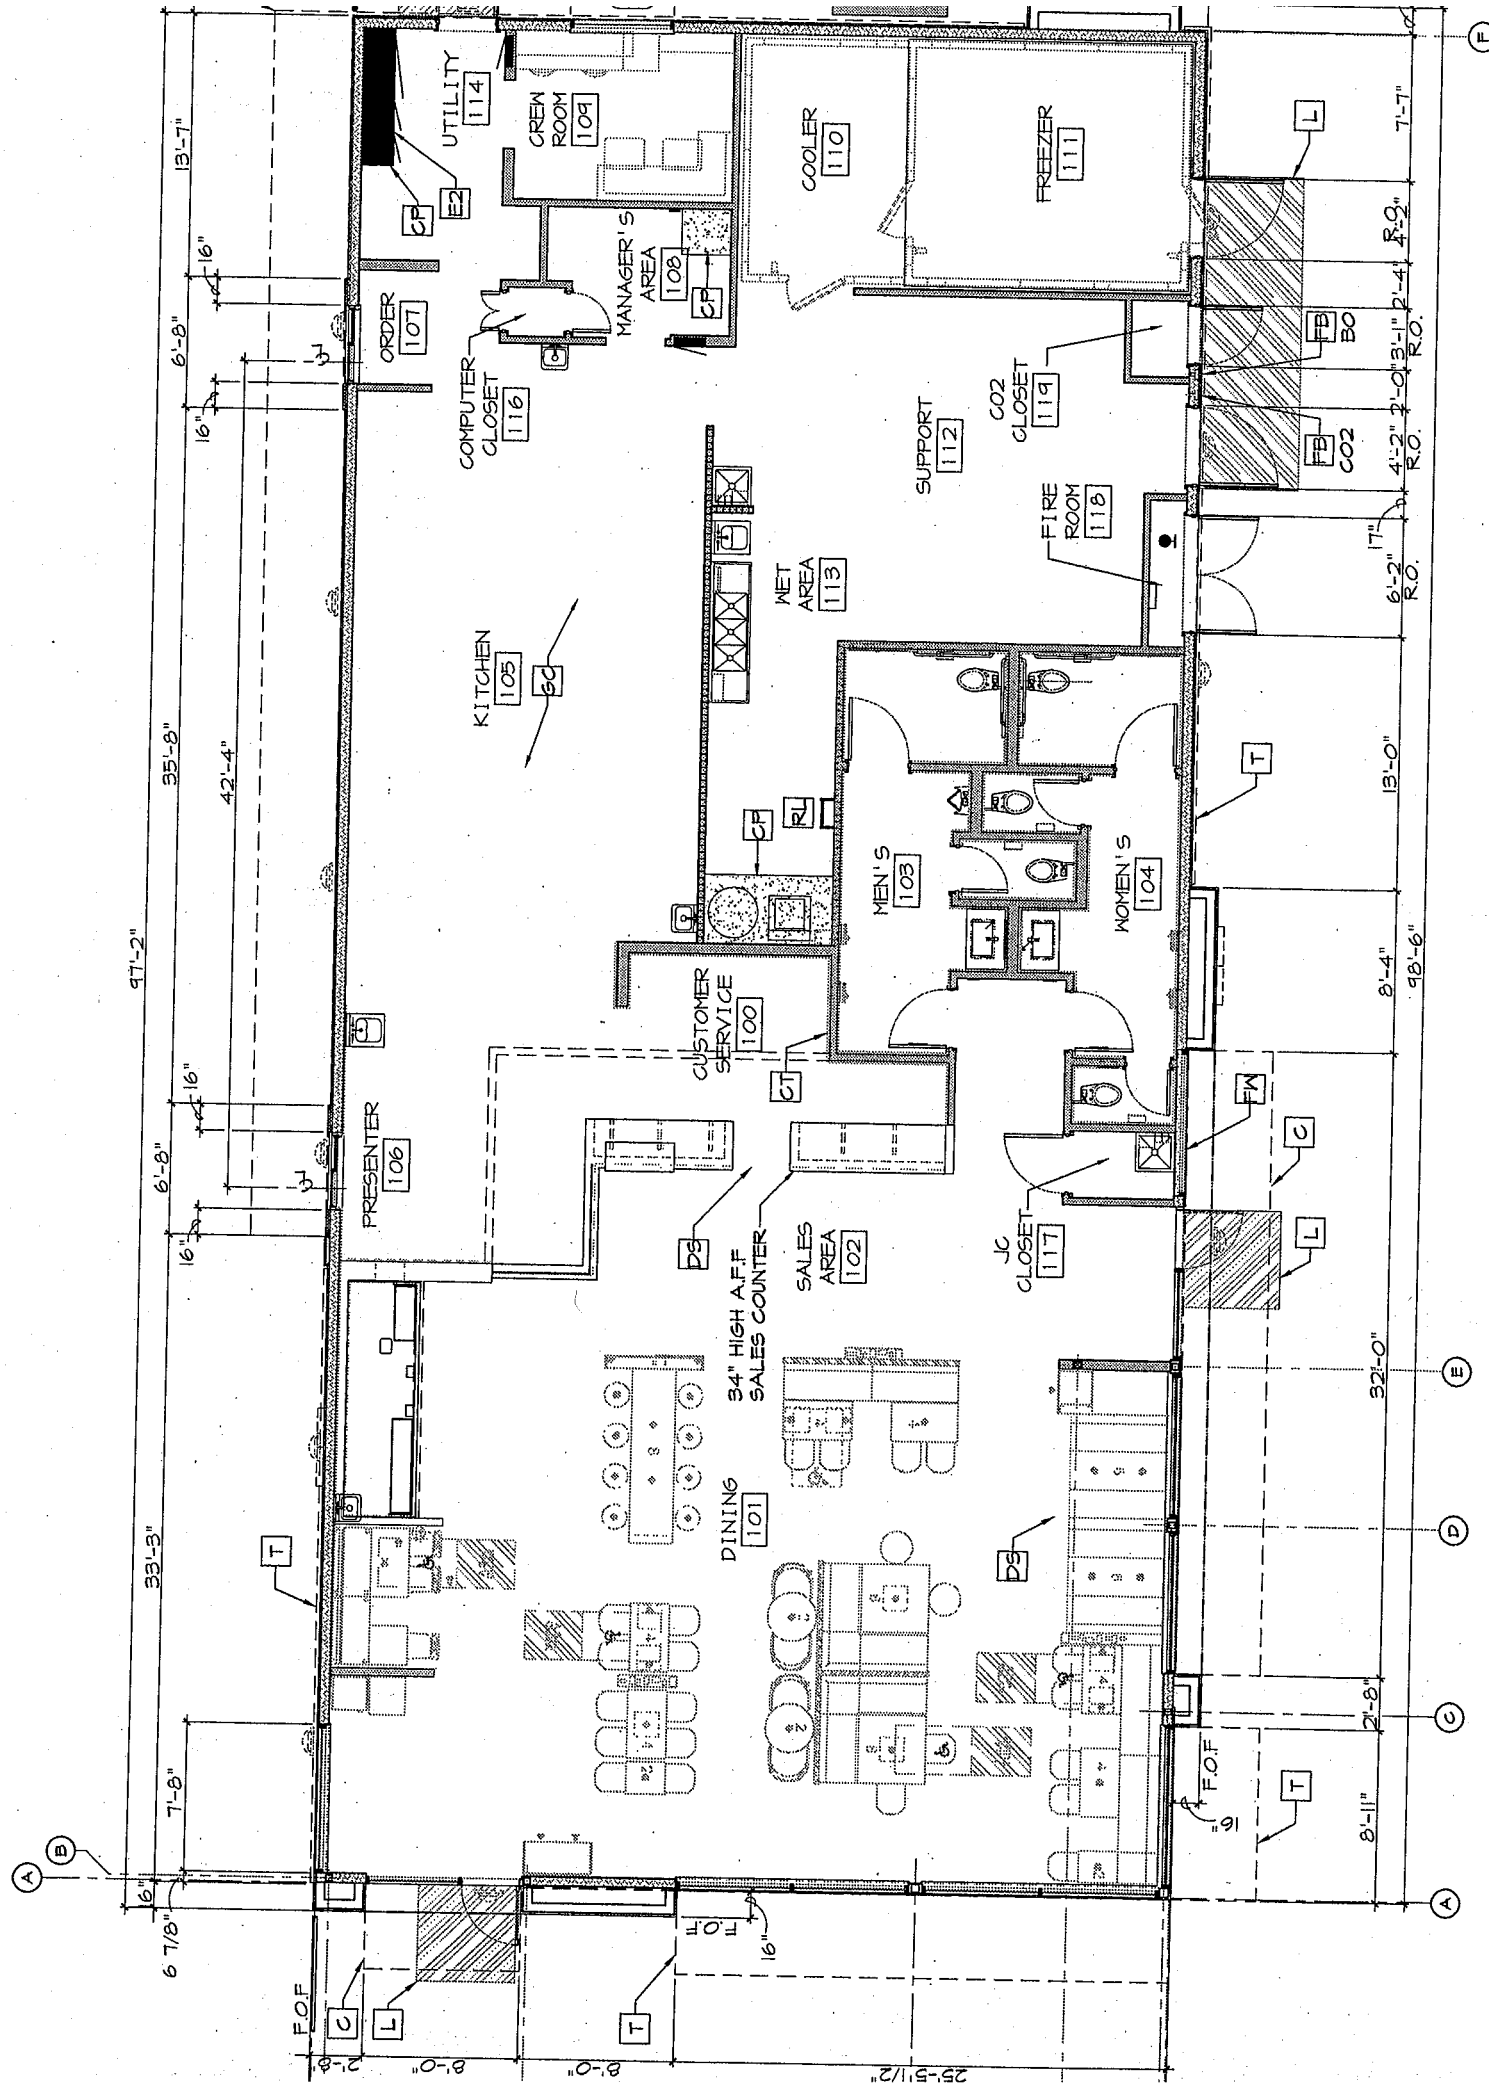 F
13'-7"
16"
6'-8"
16"
97'-2"
35'-8"
42'-4"
16"
6'-8"
16"
33'-3"
7'-8"
6"
6 7/8"
B
A
UTILITY
114
CREW
ROOM
109
CP
E2
MANAGER'S
AREA
108
CP
COOLER
110
FREEZER
111
ORDER
107
COMPUTER
CLOSET
116
CO2
CLOSET
119
SUPPORT
112
FIRE
ROOM
118
WET
AREA
113
KITCHEN
105
GC
CP
RL
MEN'S
103
WOMEN'S
104
CUSTOMER
SERVICE
100
CT
PRESENTER
106
DS
34" HIGH A.F.F
SALES COUNTER
SALES
AREA
102
JC
CLOSET
117
FW
DINING
101
DS
T
L
7'-7"
4'-2"
R.O.
2'-4"
3'-1"
R.O.
2'-0"
4'-2"
R.O.
FB
BO
FB
CO2
17"
6'-2"
R.O.
T
13'-0"
8'-4"
98'-6"
C
L
32'-0"
E
D
C
2'-8"
F.O.F
16"
8'-11"
T
A
F.O.F
C
L
T
F.O.F
16"
2'-8"
8'-0"
8'-0"
25'-5 1/2"